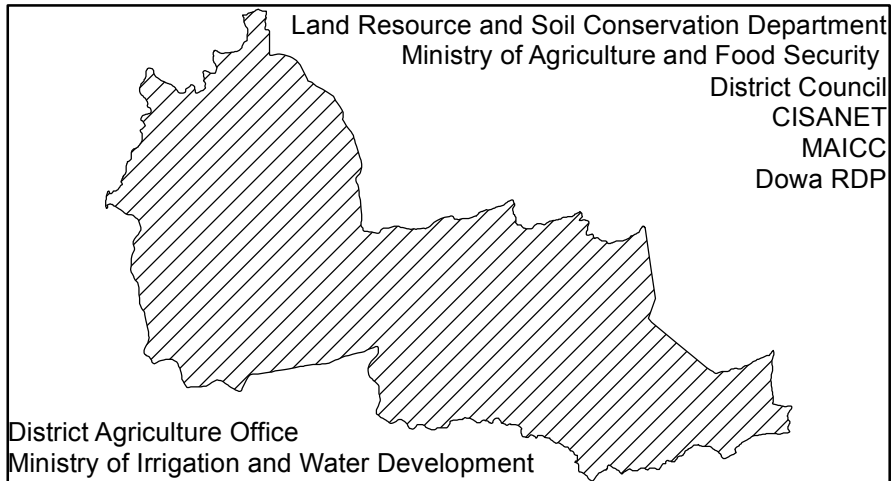 Land Resource and Soil Conservation Department
Ministry of Agriculture and Food Security
District Council
CISANET
MAICC
Dowa RDP
District Agriculture Office
Ministry of Irrigation and Water Development